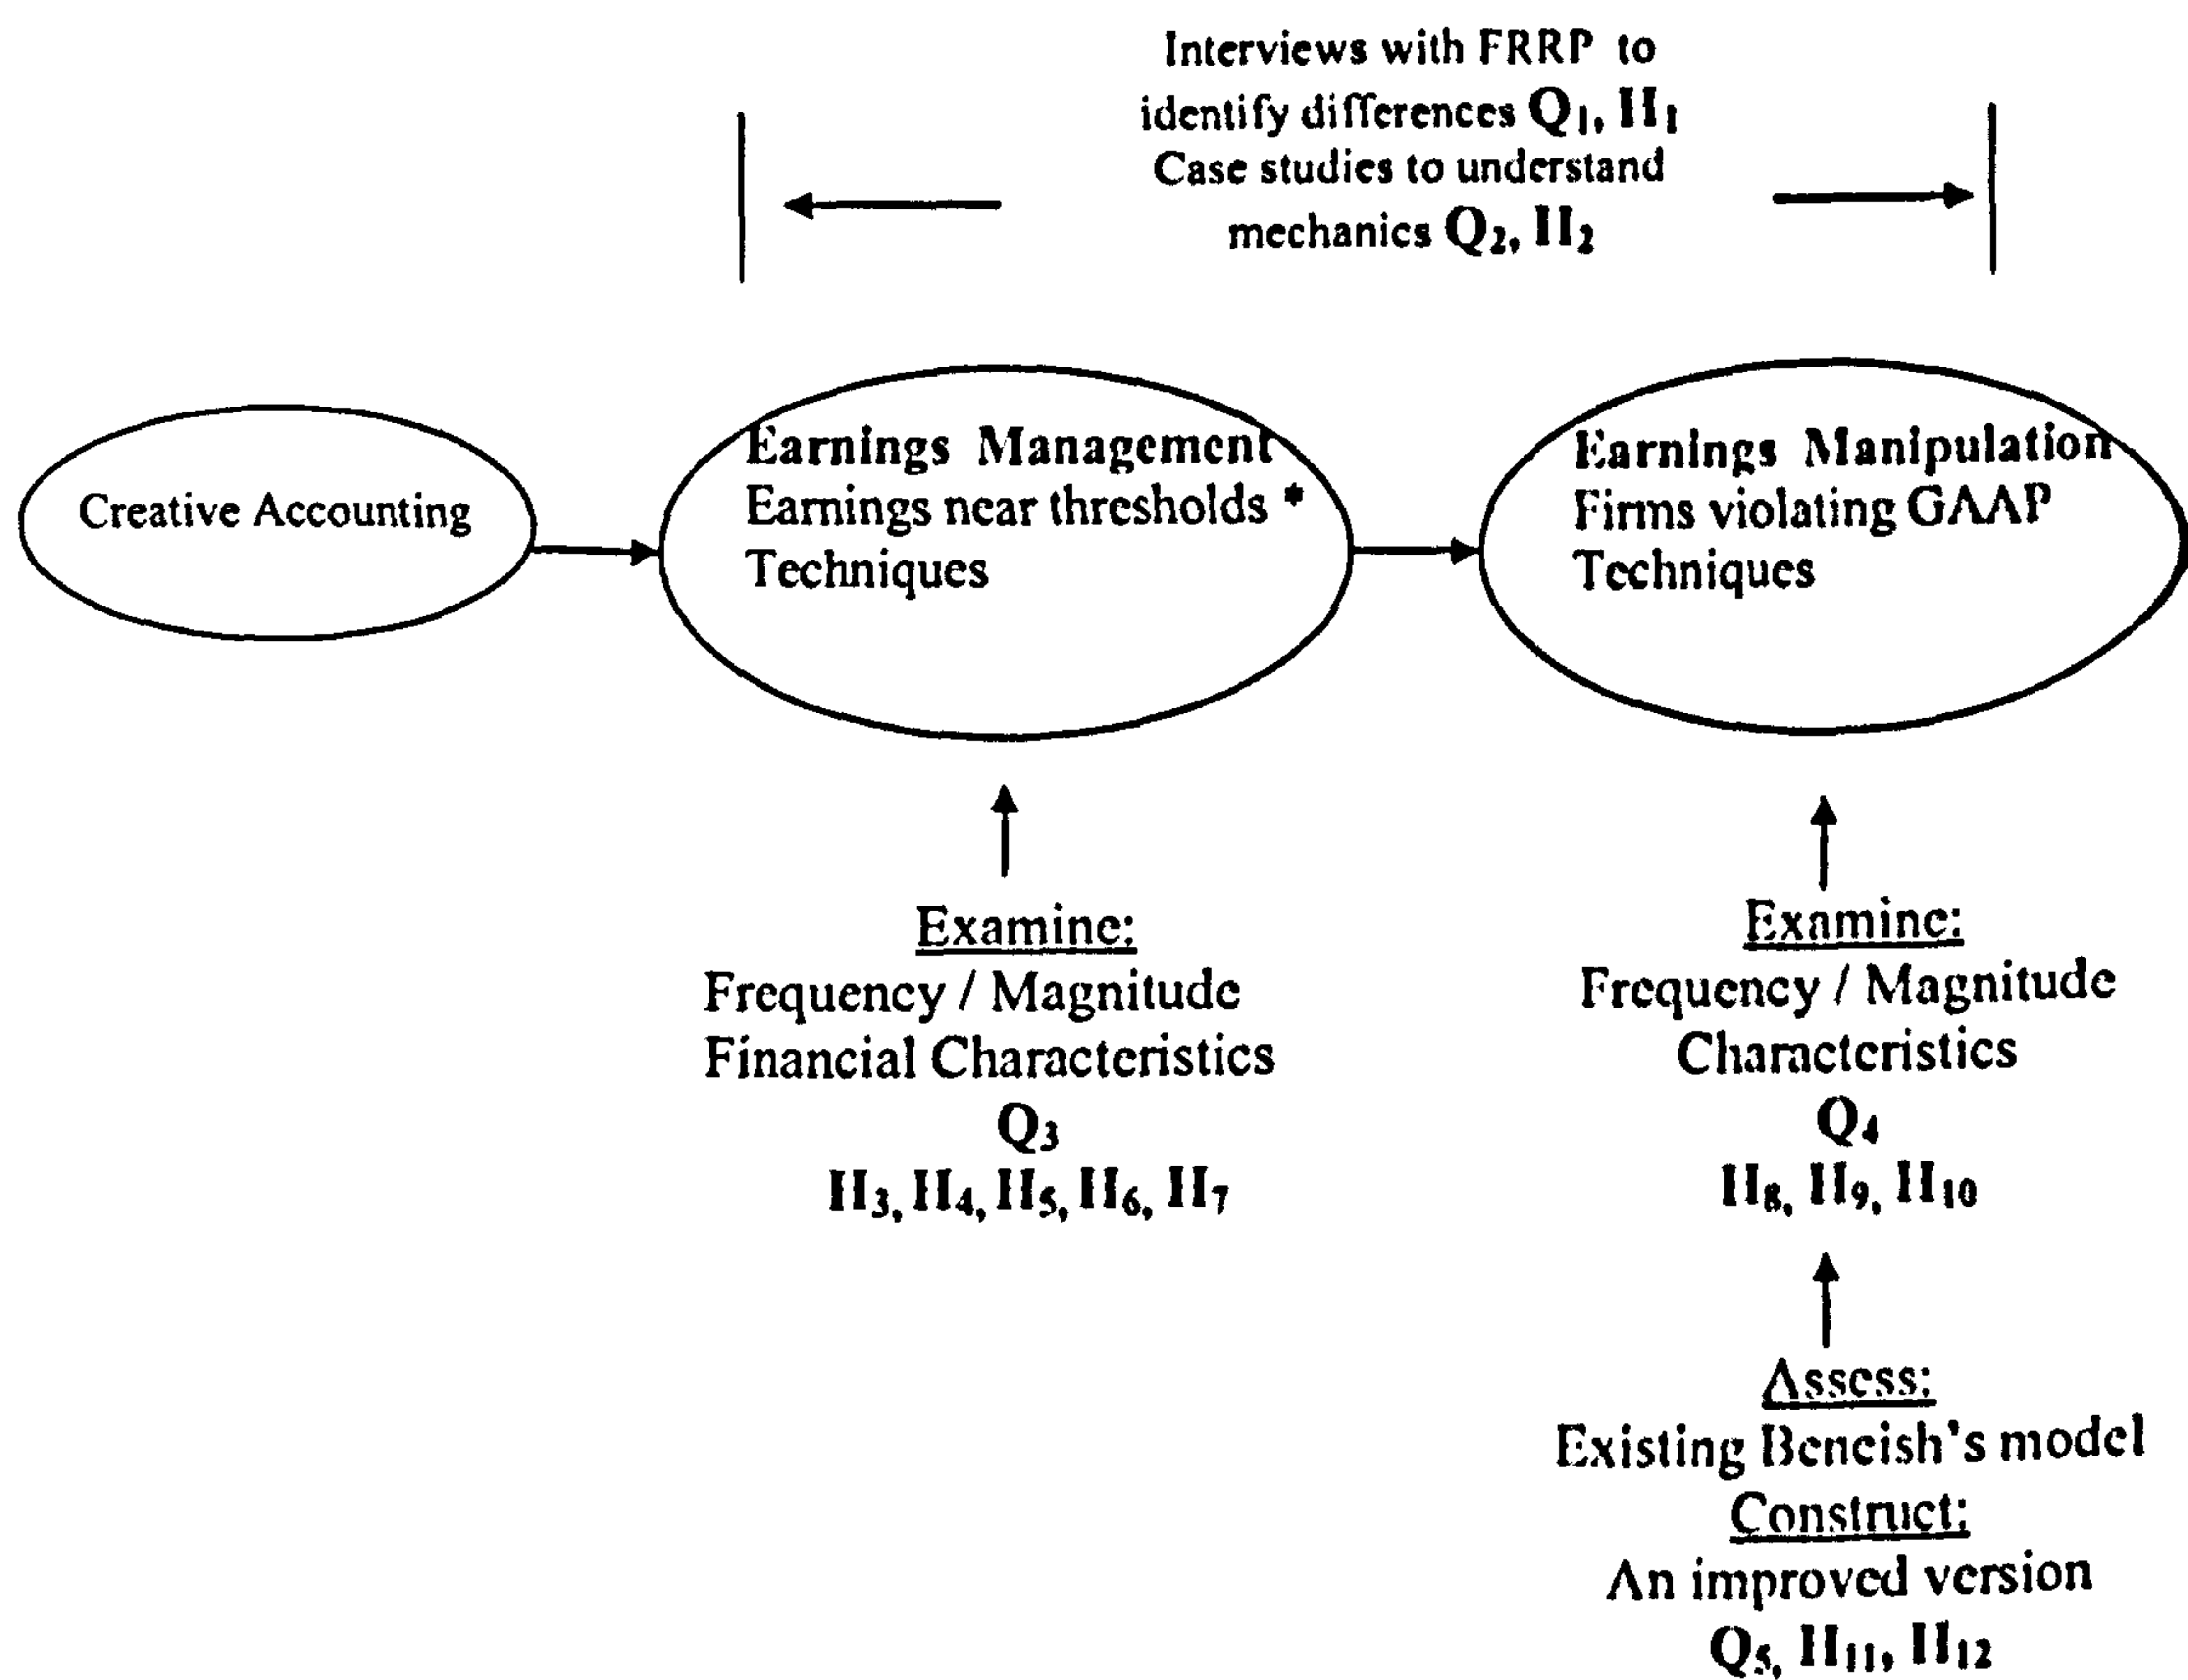 Interviews with FRRP to
identify differences Q₁, H₁
Case studies to understand
mechanics Q₂, H₂
Creative Accounting
Earnings Management
Earnings near thresholds *
Techniques
Earnings Manipulation
Firms violating GAAP
Techniques
Examine:
Frequency / Magnitude
Financial Characteristics
Q₃
H₃, H₄, H₅, H₆, H₇
Examine:
Frequency / Magnitude
Characteristics
Q₄
H₈, H₉, H₁₀
Assess:
Existing Beneish's model
Construct:
An improved version
Q₅, H₁₁, H₁₂